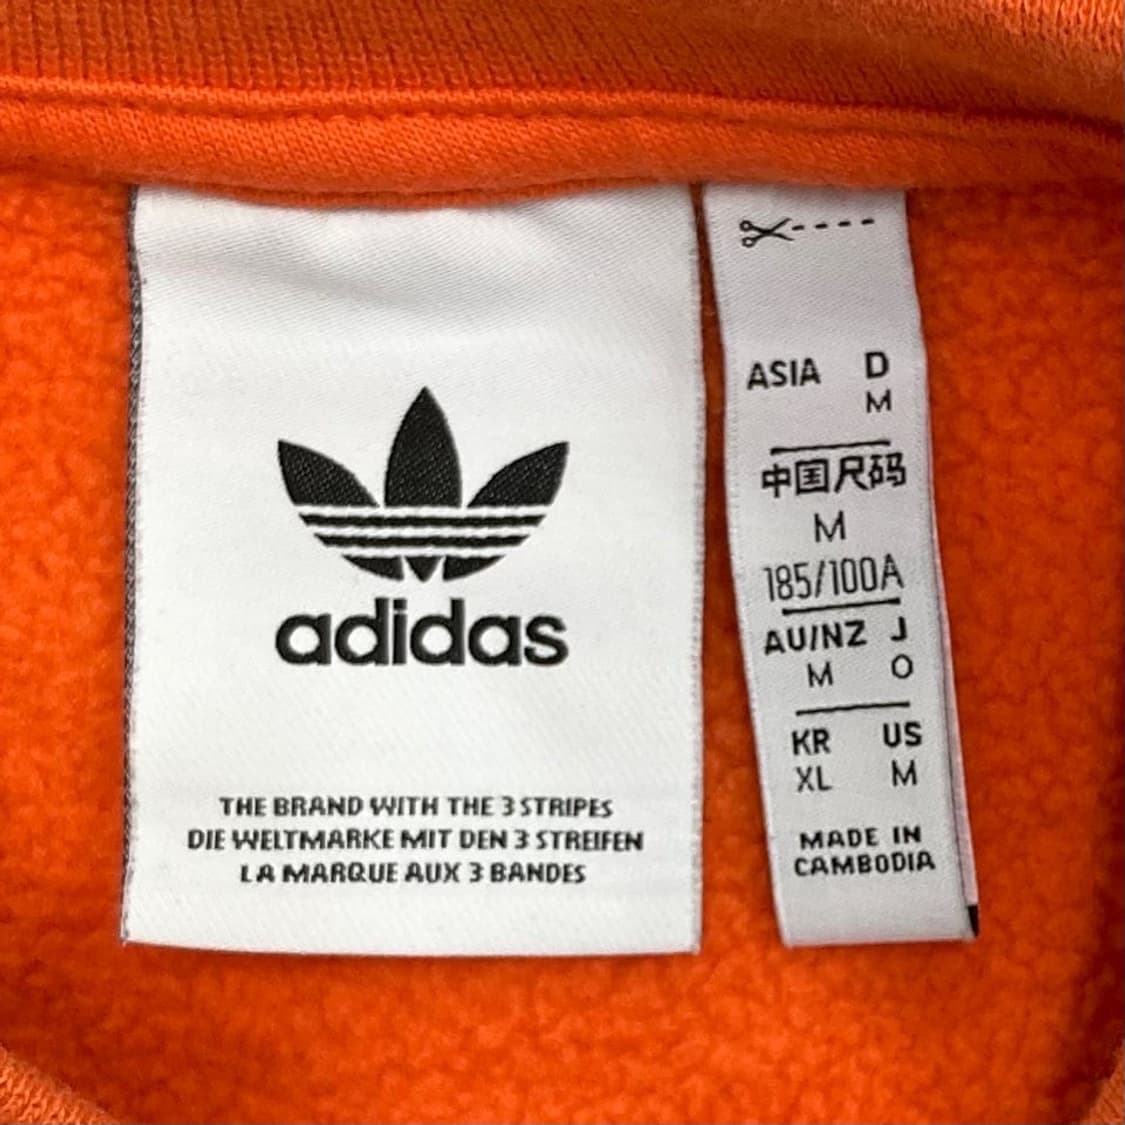 adidas
THE BRAND WITH THE 3 STRIPES
DIE WELTMARKE MIT DEN 3 STREIFEN
LA MARQUE AUX 3 BANDES
ASIA D
M
中国尺码
M
185/100A
AU/NZ J
M O
KR US
XL M
MADE IN
CAMBODIA